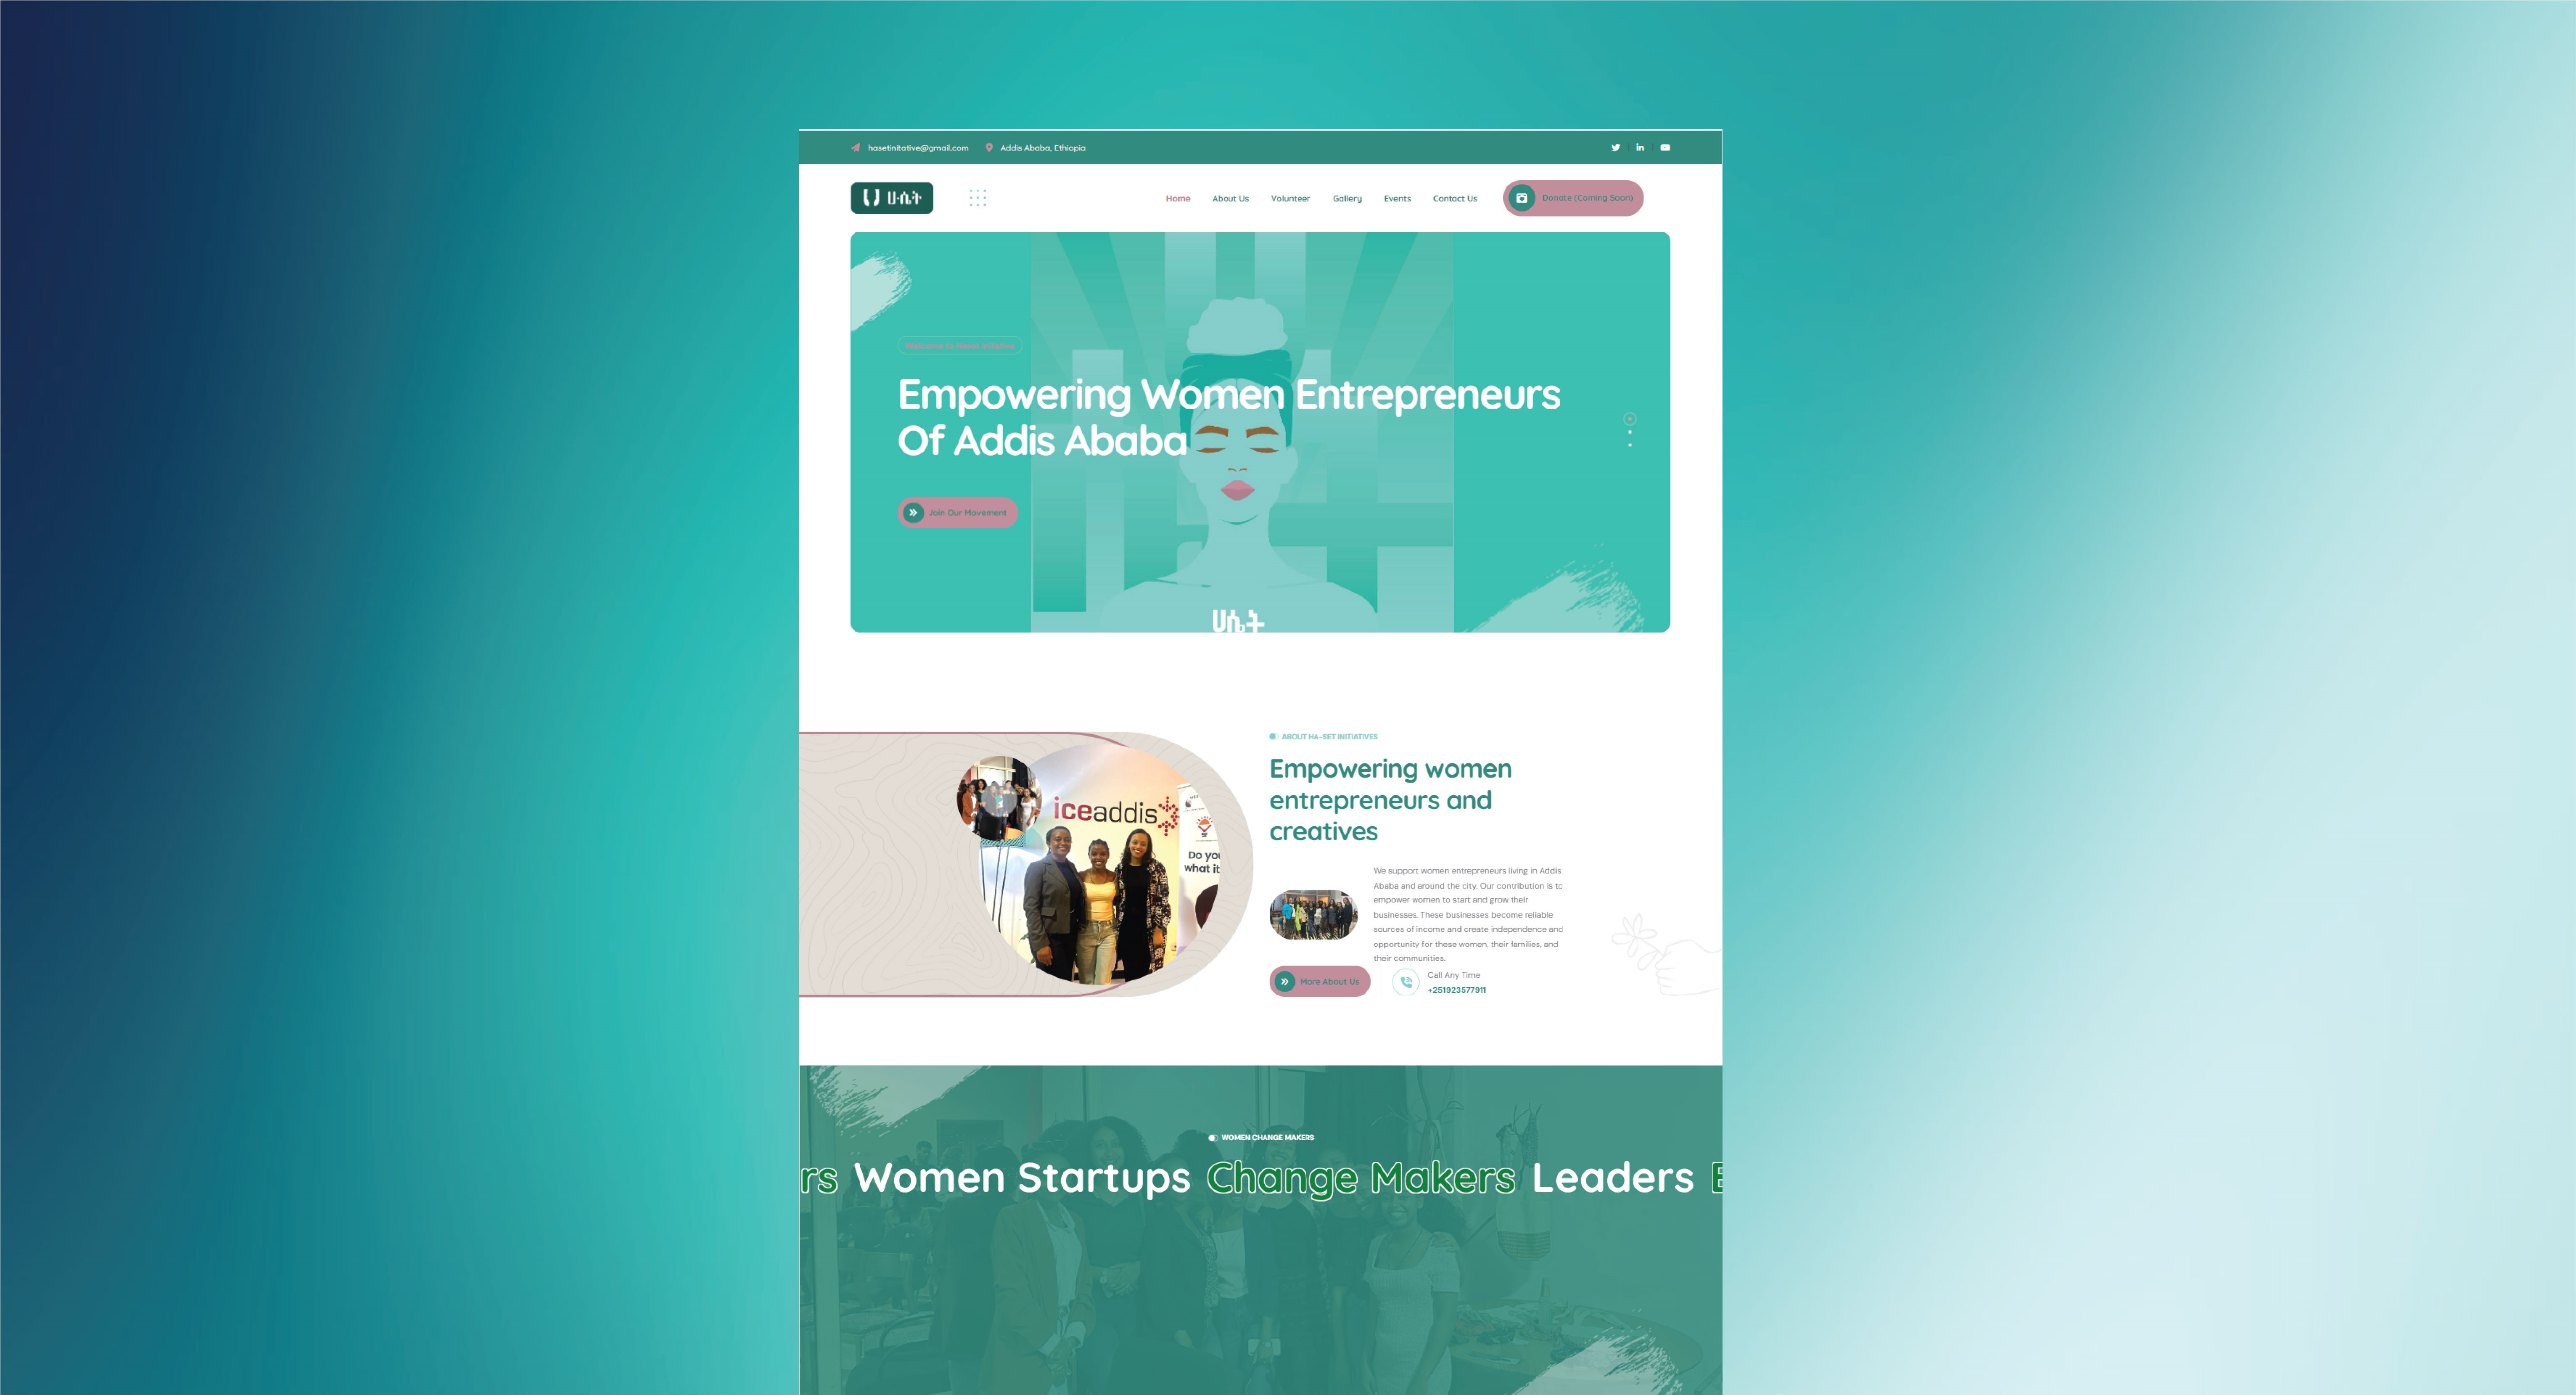 hasetinitative@gmail.com
Addis Ababa, Ethiopia
ሀሴት
Home
About Us
Volunteer
Gallery
Events
Contact Us
Donate (Coming Soon)
Welcome to Haset Initiative
Empowering Women Entrepreneurs
Of Addis Ababa
Join Our Movement
ሀሴት
ABOUT HA-SET INITIATIVES
Empowering women
entrepreneurs and
creatives
iceaddis
Do you
what it
We support women entrepreneurs living in Addis
Ababa and around the city. Our contribution is to
empower women to start and grow their
businesses. These businesses become reliable
sources of income and create independence and
opportunity for these women, their families, and
their communities.
More About Us
Call Any Time
+251923577911
WOMEN CHANGE MAKERS
rs Women Startups Change Makers Leaders E